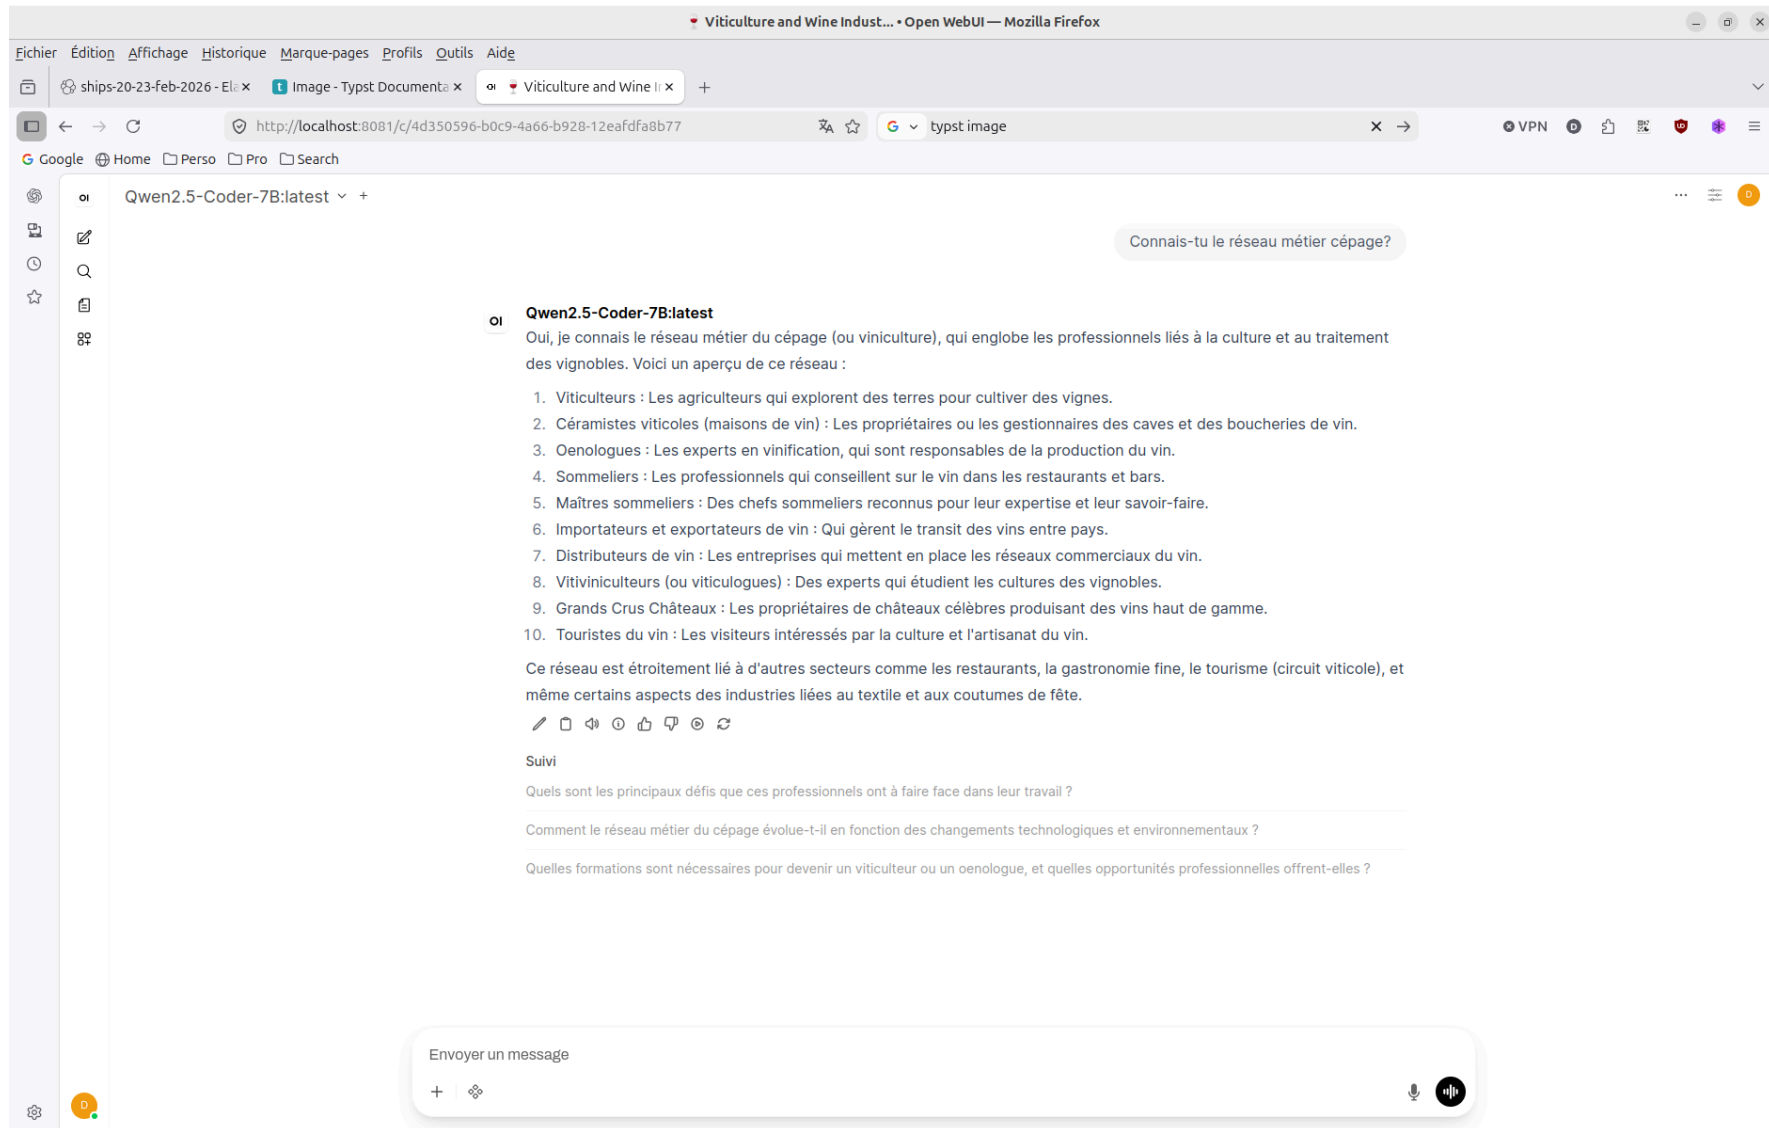 Viticulture and Wine Indust... • Open WebUI — Mozilla Firefox
Fichier Édition Affichage Historique Marque-pages Profils Outils Aide
ships-20-23-feb-2026 - Ela
Image - Typst Documenta
Viticulture and Wine In
http://localhost:8081/c/4d350596-b0c9-4a66-b928-12eafdfa8b77
typst image
VPN
Google Home Perso Pro Search
OI
Qwen2.5-Coder-7B:latest
D
Connais-tu le réseau métier cépage?
OI
Qwen2.5-Coder-7B:latest
Oui, je connais le réseau métier du cépage (ou viniculture), qui englobe les professionnels liés à la culture et au traitement
des vignobles. Voici un aperçu de ce réseau :
1. Viticulteurs : Les agriculteurs qui explorent des terres pour cultiver des vignes.
2. Céramistes viticoles (maisons de vin) : Les propriétaires ou les gestionnaires des caves et des boucheries de vin.
3. Oenologues : Les experts en vinification, qui sont responsables de la production du vin.
4. Sommeliers : Les professionnels qui conseillent sur le vin dans les restaurants et bars.
5. Maîtres sommeliers : Des chefs sommeliers reconnus pour leur expertise et leur savoir-faire.
6. Importateurs et exportateurs de vin : Qui gèrent le transit des vins entre pays.
7. Distributeurs de vin : Les entreprises qui mettent en place les réseaux commerciaux du vin.
8. Vitiviniculteurs (ou viticulogues) : Des experts qui étudient les cultures des vignobles.
9. Grands Crus Châteaux : Les propriétaires de châteaux célèbres produisant des vins haut de gamme.
10. Touristes du vin : Les visiteurs intéressés par la culture et l'artisanat du vin.
Ce réseau est étroitement lié à d'autres secteurs comme les restaurants, la gastronomie fine, le tourisme (circuit viticole), et
même certains aspects des industries liées au textile et aux coutumes de fête.
Suivi
Quels sont les principaux défis que ces professionnels ont à faire face dans leur travail ?
Comment le réseau métier du cépage évolue-t-il en fonction des changements technologiques et environnementaux ?
Quelles formations sont nécessaires pour devenir un viticulteur ou un oenologue, et quelles opportunités professionnelles offrent-elles ?
Envoyer un message
D